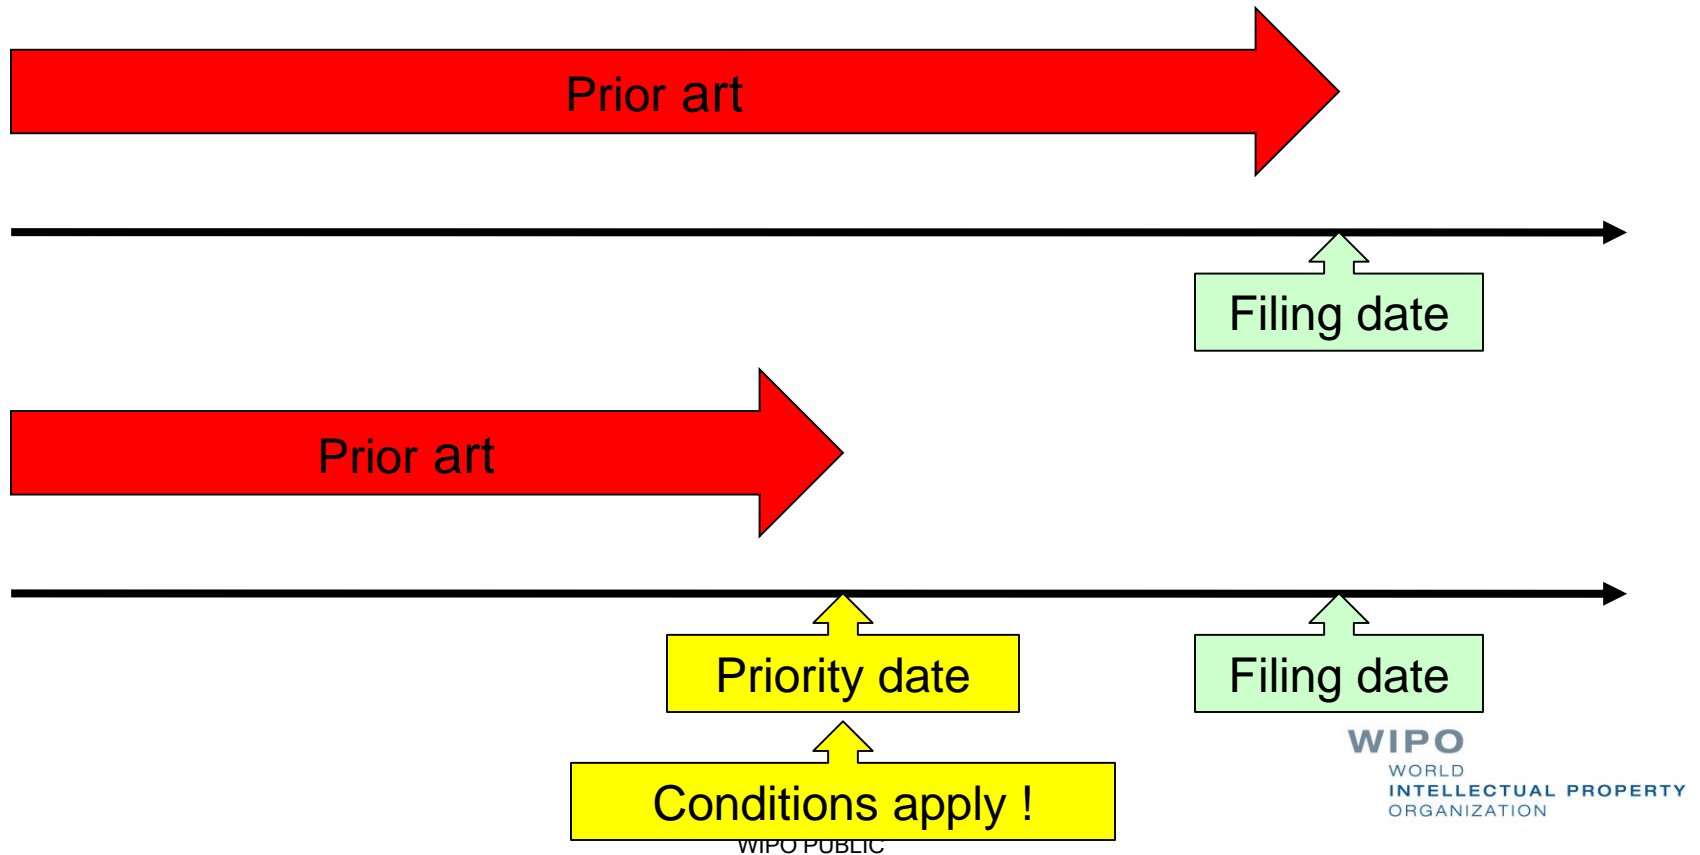 Prior art
Filing date
Prior art
Priority date
Filing date
Conditions apply !
WIPO
WORLD
INTELLECTUAL PROPERTY
ORGANIZATION
WIPO PUBLIC